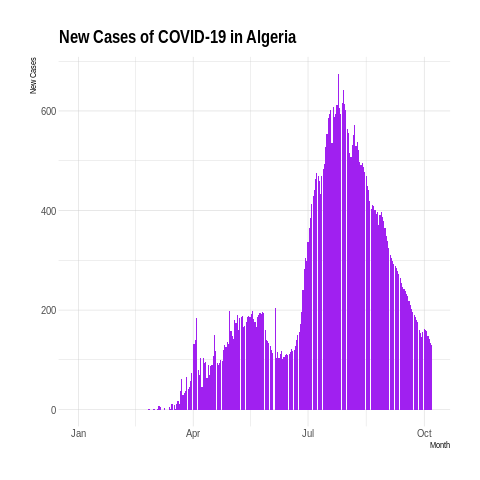 New Cases of COVID-19 in Algeria
New Cases
600
400
200
0
Jan Apr Jul Oct
Month